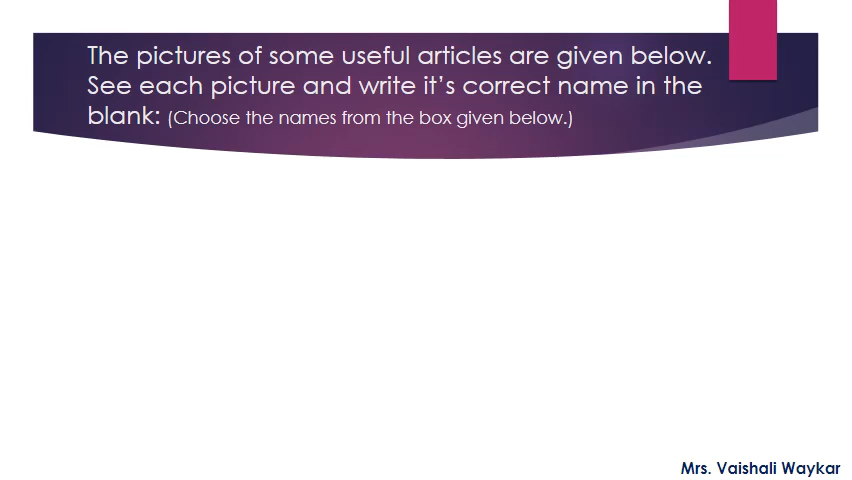 The pictures of some useful articles are given below.
See each picture and write it’s correct name in the
blank: (Choose the names from the box given below.)
Mrs. Vaishali Waykar